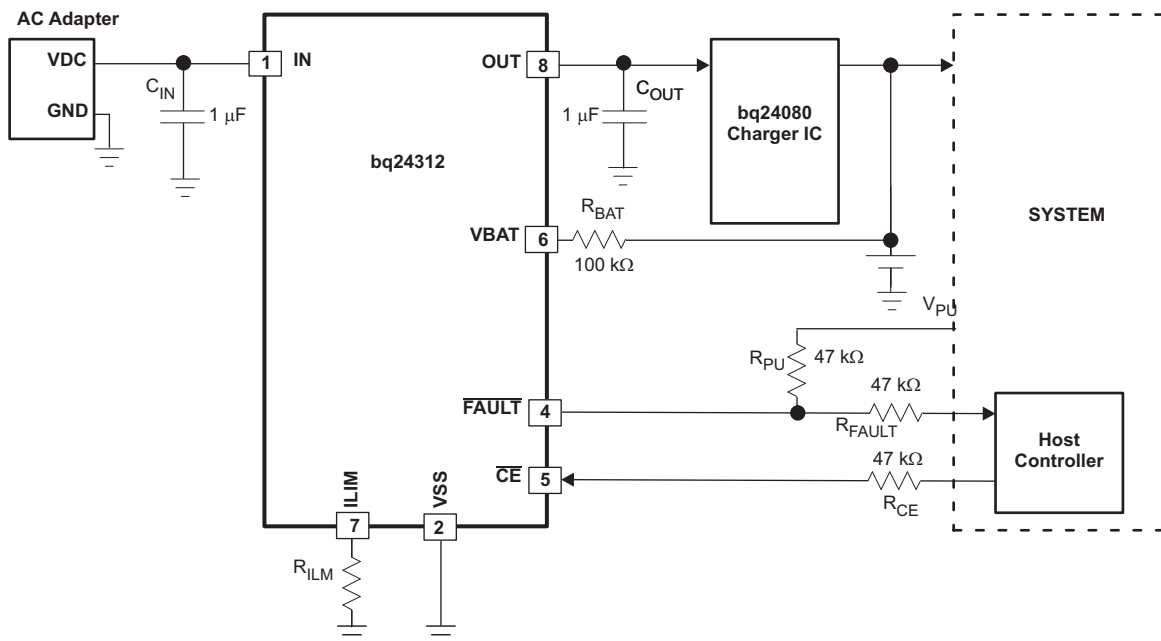 AC Adapter
VDC
GND
C_IN
1 μF
1
IN
bq24312
OUT
8
C_OUT
1 μF
bq24080
Charger IC
SYSTEM
VBAT
6
R_BAT
100 kΩ
V_PU
R_PU
47 kΩ
FAULT
4
47 kΩ
R_FAULT
Host
Controller
CE
5
47 kΩ
R_CE
ILIM
7
VSS
2
R_ILM